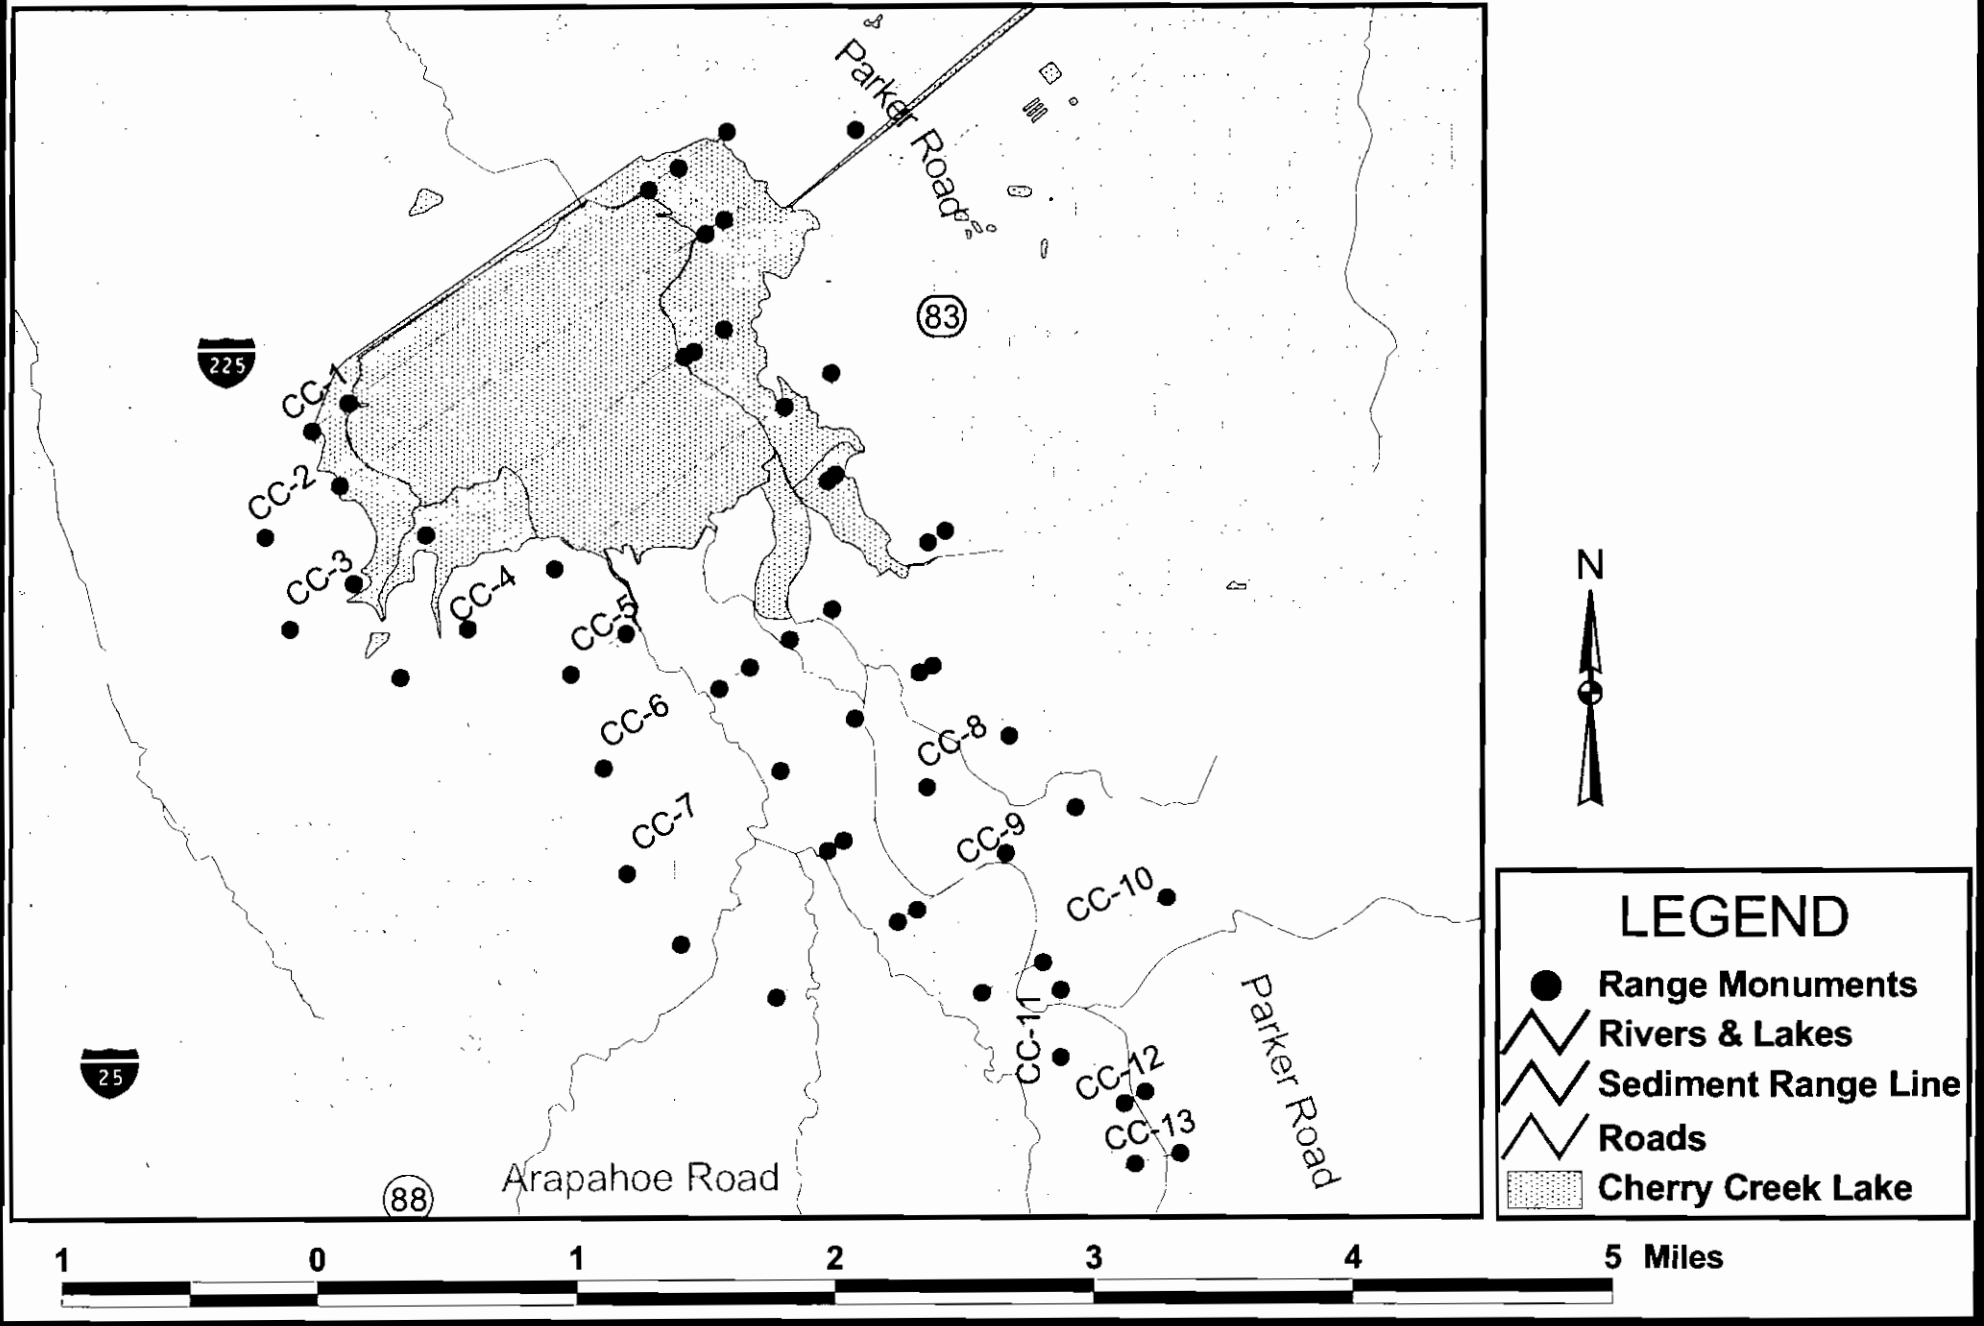 Parker Road
83
225
CC-1
CC-2
CC-3
CC-4
CC-5
CC-6
CC-7
CC-8
CC-9
CC-10
CC-11
CC-12
CC-13
Parker Road
25
Arapahoe Road
88
N
LEGEND
Range Monuments
Rivers & Lakes
Sediment Range Line
Roads
Cherry Creek Lake
1 0 1 2 3 4 5 Miles